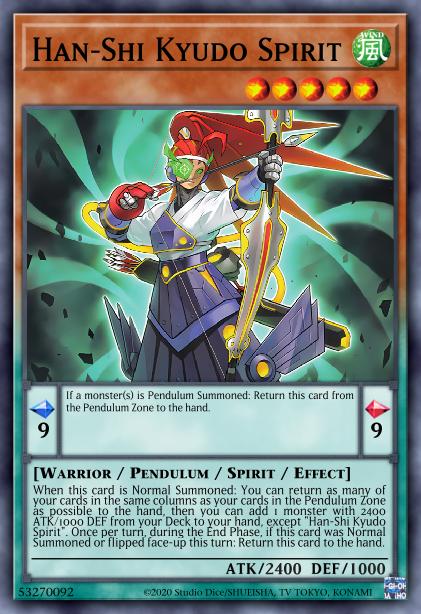 HAN-SHI KYUDO SPIRIT
WIND
風
If a monster(s) is Pendulum Summoned: Return this card from
the Pendulum Zone to the hand.
9
9
[WARRIOR / PENDULUM / SPIRIT / EFFECT]
When this card is Normal Summoned: You can return as many of
your cards in the same columns as your cards in the Pendulum Zone
as possible to the hand, then you can add 1 monster with 2400
ATK/1000 DEF from your Deck to your hand, except "Han-Shi Kyudo
Spirit". Once per turn, during the End Phase, if this card was Normal
Summoned or flipped face-up this turn: Return this card to the hand.
ATK/2400 DEF/1000
53270092
©2020 Studio Dice/SHUEISHA, TV TOKYO, KONAMI